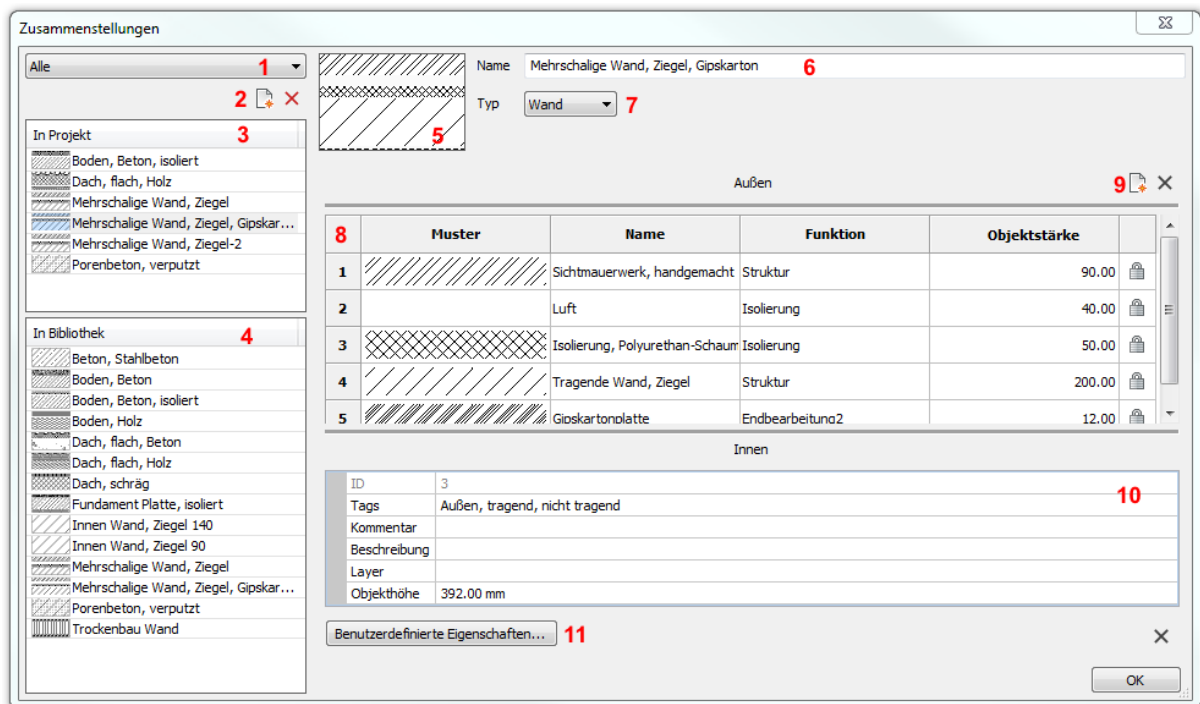 Zusammenstellungen
Alle
1
2
In Projekt
3
Boden, Beton, isoliert
Dach, flach, Holz
Mehrschalige Wand, Ziegel
Mehrschalige Wand, Ziegel, Gipskar...
Mehrschalige Wand, Ziegel-2
Porenbeton, verputzt
In Bibliothek
4
Beton, Stahlbeton
Boden, Beton
Boden, Beton, isoliert
Boden, Holz
Dach, flach, Beton
Dach, flach, Holz
Dach, schräg
Fundament Platte, isoliert
Innen Wand, Ziegel 140
Innen Wand, Ziegel 90
Mehrschalige Wand, Ziegel
Mehrschalige Wand, Ziegel, Gipskar...
Porenbeton, verputzt
Trockenbau Wand
5
Name Mehrschalige Wand, Ziegel, Gipskarton 6
Typ Wand 7
Außen
9
8 Muster Name Funktion Objektstärke
1 Sichtmauerwerk, handgemacht Struktur 90.00
2 Luft Isolierung 40.00
3 Isolierung, Polyurethan-Schaum Isolierung 50.00
4 Tragende Wand, Ziegel Struktur 200.00
5 Gipskartonplatte Endbearbeitung2 12.00
Innen
ID 3
10
Tags Außen, tragend, nicht tragend
Kommentar
Beschreibung
Layer
Objekthöhe 392.00 mm
Benutzerdefinierte Eigenschaften... 11
OK